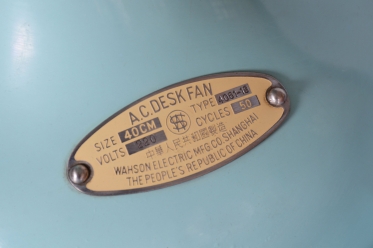 A.C. DESK FAN
SIZE 40CM TYPE
VOLTS CYCLES 50
中華人民共和國製造
WAHSON ELECTRIC MFG. CO. SHANGHAI
THE PEOPLE'S REPUBLIC OF CHINA